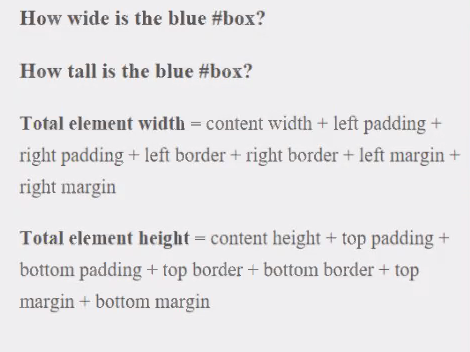 How wide is the blue #box?
How tall is the blue #box?
Total element width = content width + left padding +
right padding + left border + right border + left margin +
right margin
Total element height = content height + top padding +
bottom padding + top border + bottom border + top
margin + bottom margin